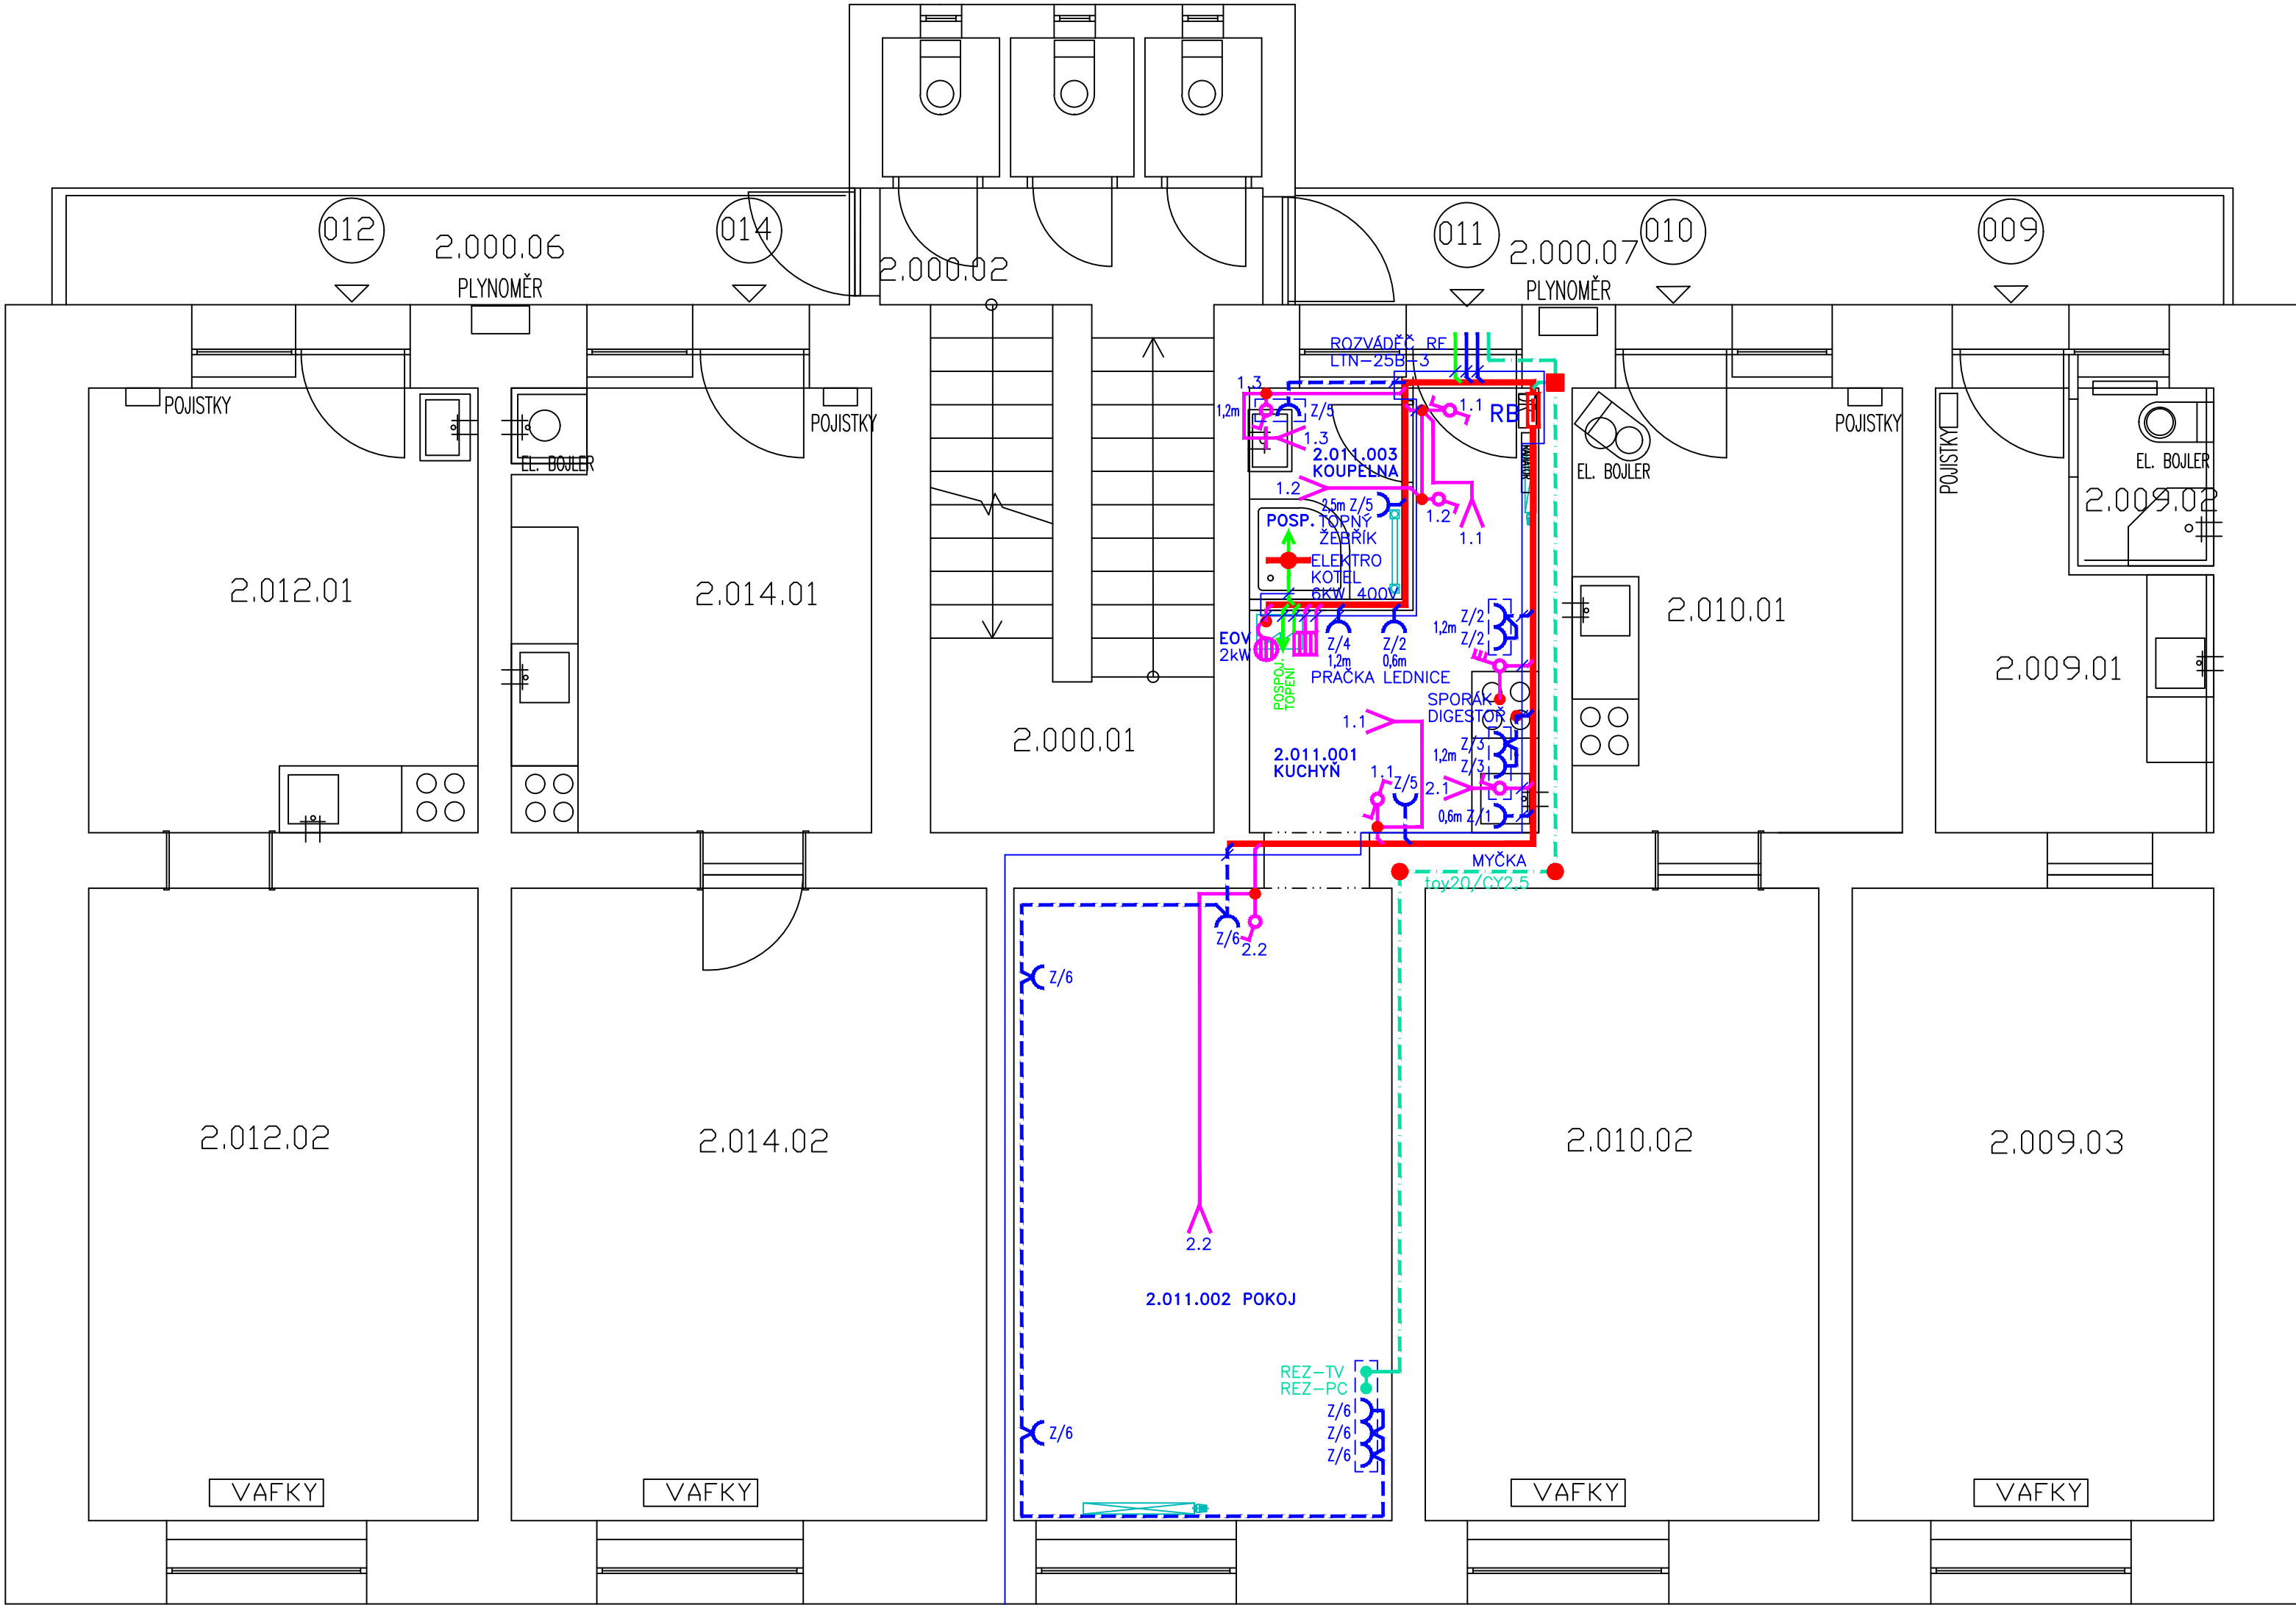 012
2.000.06
PLYNOMĚR
014
2.000.02
011
2.000.07
PLYNOMĚR
010
009
ROZVÁDĚČ RE
LTN-25B-3
POJISTKY
POJISTKY
POJISTKY
POJISTKY
EL. BOJLER
EL. BOJLER
EL. BOJLER
2.009.02
1.3
1,2m
Z/5
1.3
1.1
RB
2.011.003
KOUPELNA
1.2
2,5m Z/5
1.2
1.1
POSP.
TOPNÝ
ŽEBŘÍK
ELEKTRO
KOTEL
6KW 400V
2.012.01
2.014.01
2.010.01
2.009.01
EOV
2kW
Z/4
1,2m
PRAČKA
Z/2
0,6m
LEDNICE
Z/2
1,2m
Z/2
POSPOJ.
TOPENÍ
SPORÁK
DIGESTOŘ
1.1
2.000.01
2.011.001
KUCHYŇ
Z/3
1,2m
Z/3
1.1
Z/5
2.1
0,6m Z/1
MYČKA
toy20/CY2,5
Z/6
2.2
Z/6
2.012.02
2.014.02
2.010.02
2.009.03
2.2
2.011.002 POKOJ
REZ-TV
REZ-PC
Z/6
Z/6
Z/6
Z/6
VAFKY
VAFKY
VAFKY
VAFKY